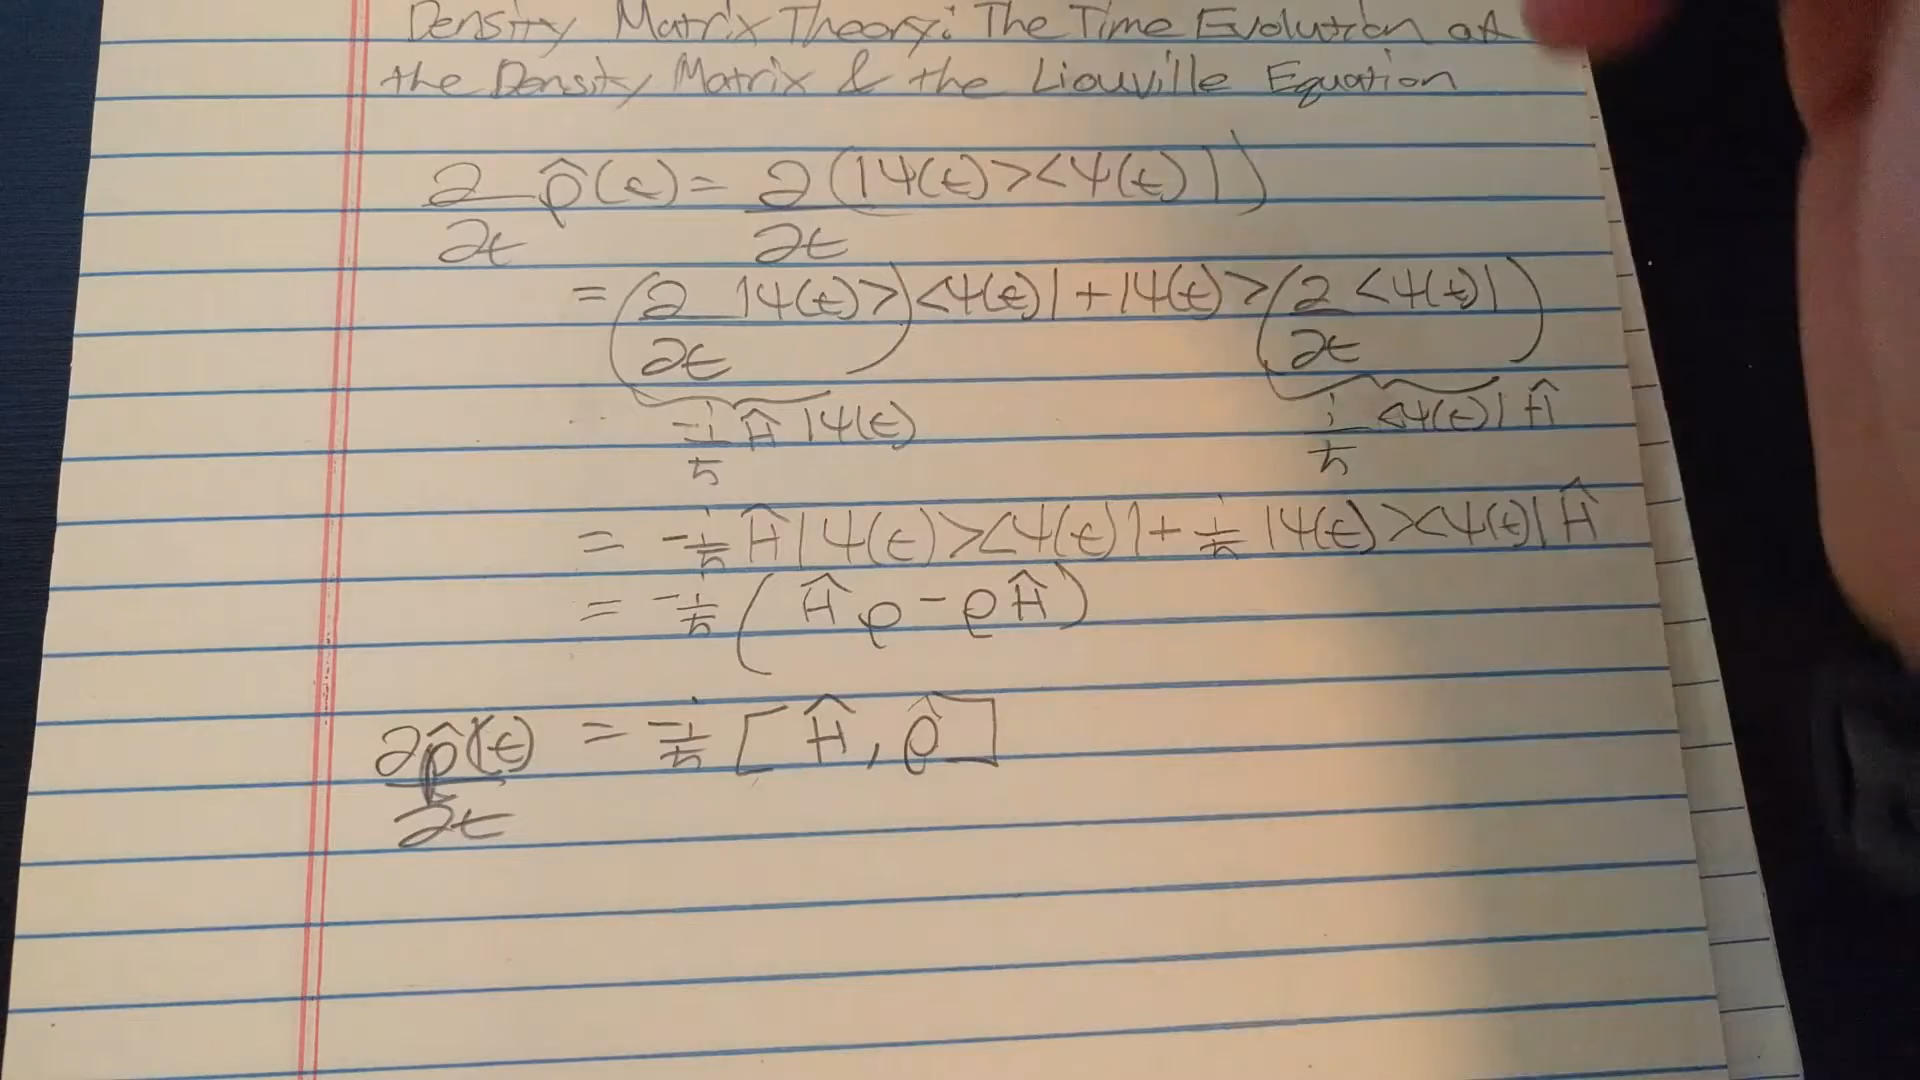 Density Matrix Theory: The Time Evolution of
the Density Matrix & the Liouville Equation
∂/∂t ρ̂(t) = ∂/∂t (|Ψ(t)><Ψ(t)|)
= (∂/∂t |Ψ(t)>) <Ψ(t)| + |Ψ(t)> (∂/∂t <Ψ(t)|)
-i/ħ Ĥ |Ψ(t) i/ħ <Ψ(t)| Ĥ
= -i/ħ Ĥ|Ψ(t)><Ψ(t)| + i/ħ |Ψ(t)><Ψ(t)|Ĥ
= -i/ħ (Ĥρ - ρĤ)
∂ρ̂(t)/∂t = -i/ħ [Ĥ, ρ̂]